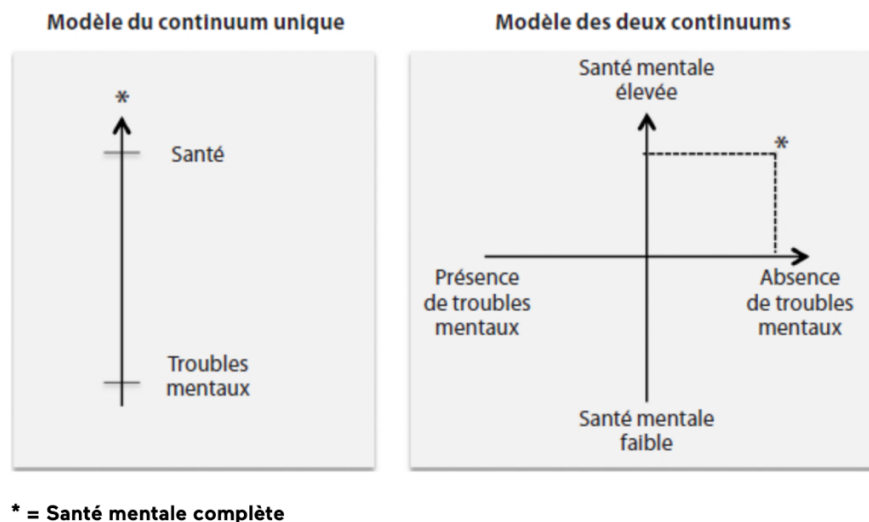 Modèle du continuum unique
*
Santé
Troubles
mentaux
Modèle des deux continuums
Santé mentale
élevée
*
Présence
de troubles
mentaux
Absence
de troubles
mentaux
Santé mentale
faible
* = Santé mentale complète